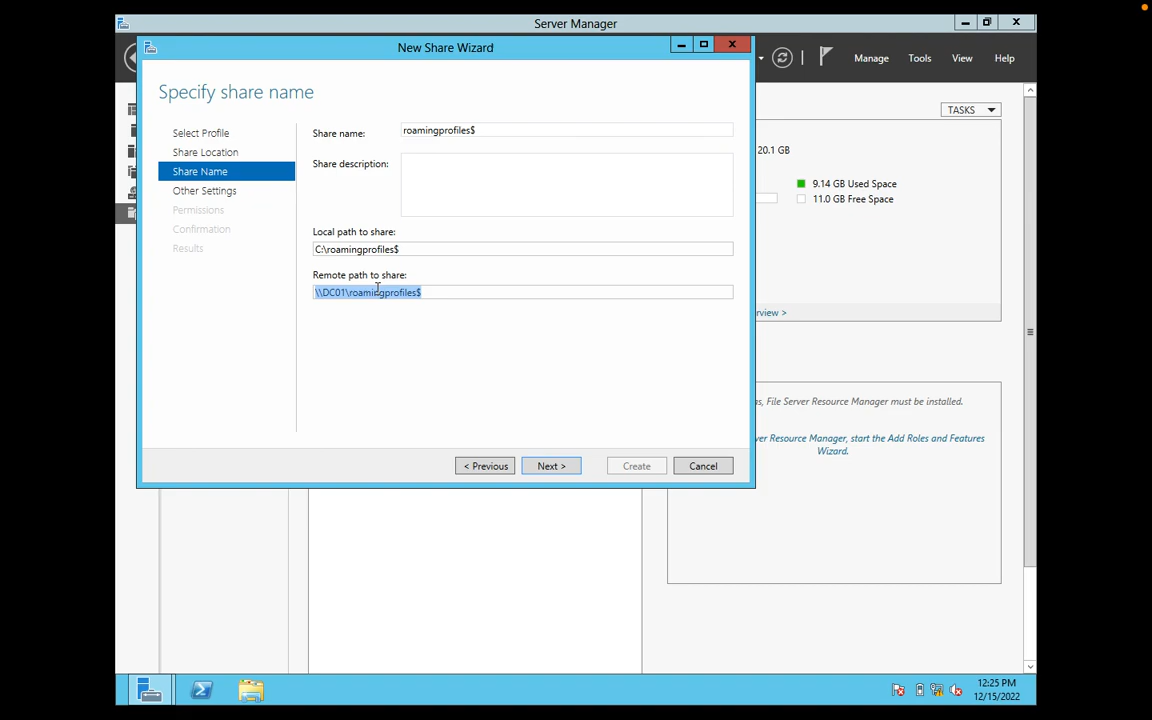 Server Manager
New Share Wizard
Manage
Tools
View
Help
Specify share name
TASKS
Select Profile
Share Location
Share Name
Other Settings
Permissions
Confirmation
Results
Share name:
roamingprofiles$
Share description:
Local path to share:
C:\roamingprofiles$
Remote path to share:
\\DC01\roamingprofiles$
20.1 GB
9.14 GB Used Space
11.0 GB Free Space
rview >
s, File Server Resource Manager must be installed.
ver Resource Manager, start the Add Roles and Features
Wizard.
< Previous
Next >
Create
Cancel
12:25 PM
12/15/2022